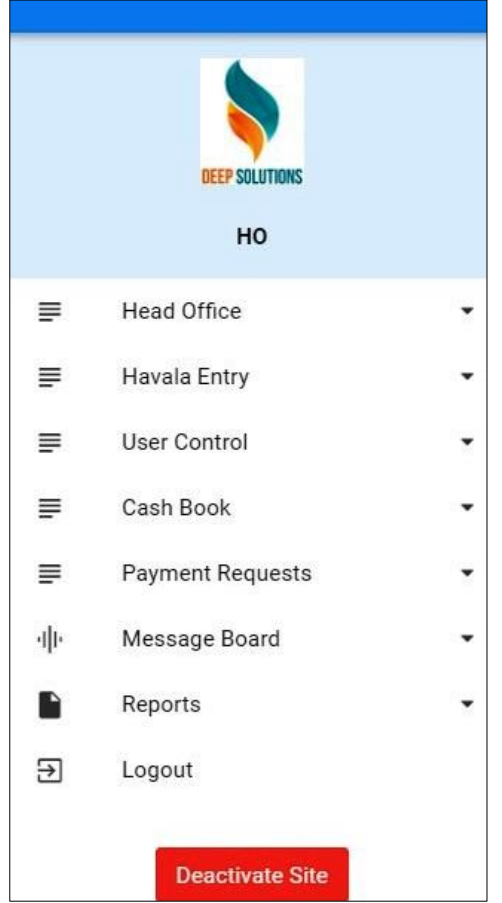 DEEP SOLUTIONS
HO
Head Office
Havala Entry
User Control
Cash Book
Payment Requests
Message Board
Reports
Logout
Deactivate Site